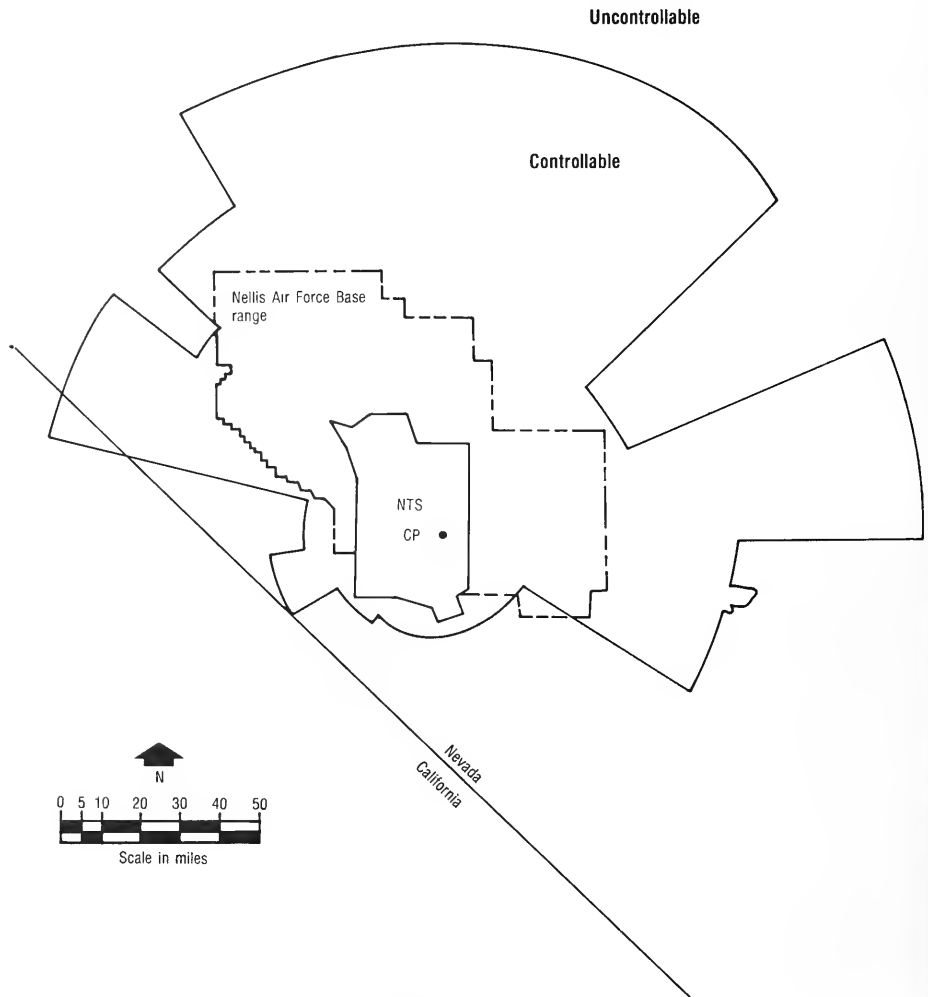 Uncontrollable
Controllable
Nellis Air Force Base
range
NTS
CP
Nevada
California
N
0 5 10 20 30 40 50
Scale in miles